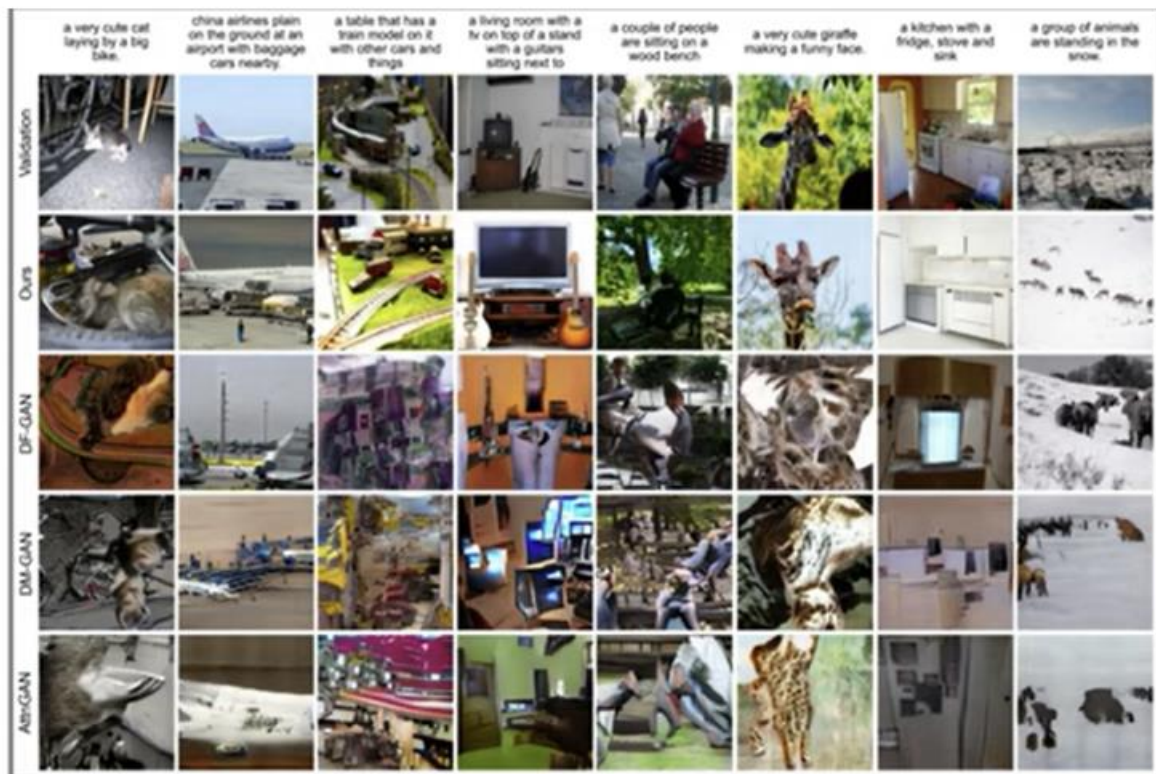 a very cute cat
laying by a big
bike.
china airlines plain
on the ground at an
airport with baggage
cars nearby.
a table that has a
train model on it
with other cars and
things
a living room with a
tv on top of a stand
with a guitars
sitting next to
a couple of people
are sitting on a
wood bench
a very cute giraffe
making a funny face.
a kitchen with a
fridge, stove and
sink
a group of animals
are standing in the
snow.
Validation
Ours
DF-GAN
DM-GAN
AttnGAN